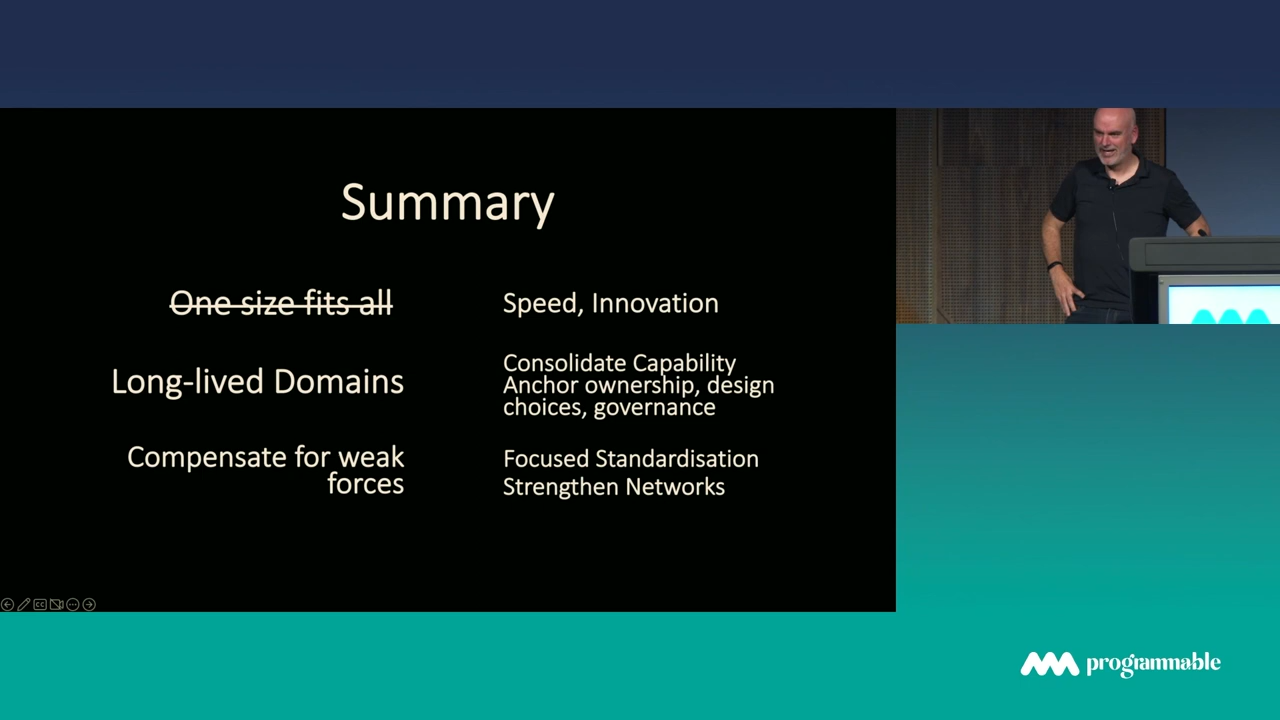 Summary
One size fits all
Speed, Innovation
Long-lived Domains
Consolidate Capability
Anchor ownership, design
choices, governance
Compensate for weak
forces
Focused Standardisation
Strengthen Networks
programmable